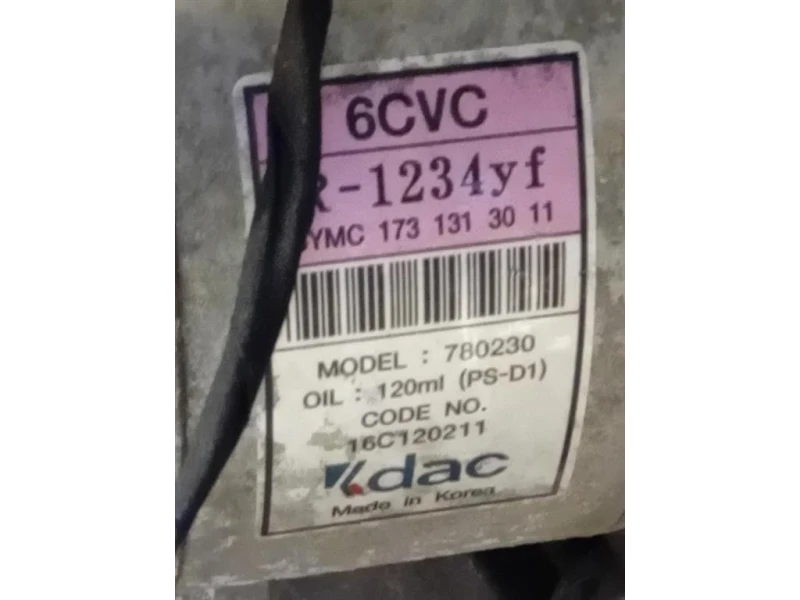 6CVC
R-1234yf
YMC 173 131 30 11
MODEL : 780230
OIL : 120ml (PS-D1)
CODE NO.
16C120211
dac
Made in Korea